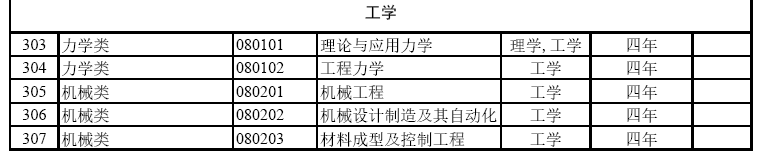 工学
303 力学类 080101 理论与应用力学 理学,工学 四年
304 力学类 080102 工程力学 工学 四年
305 机械类 080201 机械工程 工学 四年
306 机械类 080202 机械设计制造及其自动化 工学 四年
307 机械类 080203 材料成型及控制工程 工学 四年